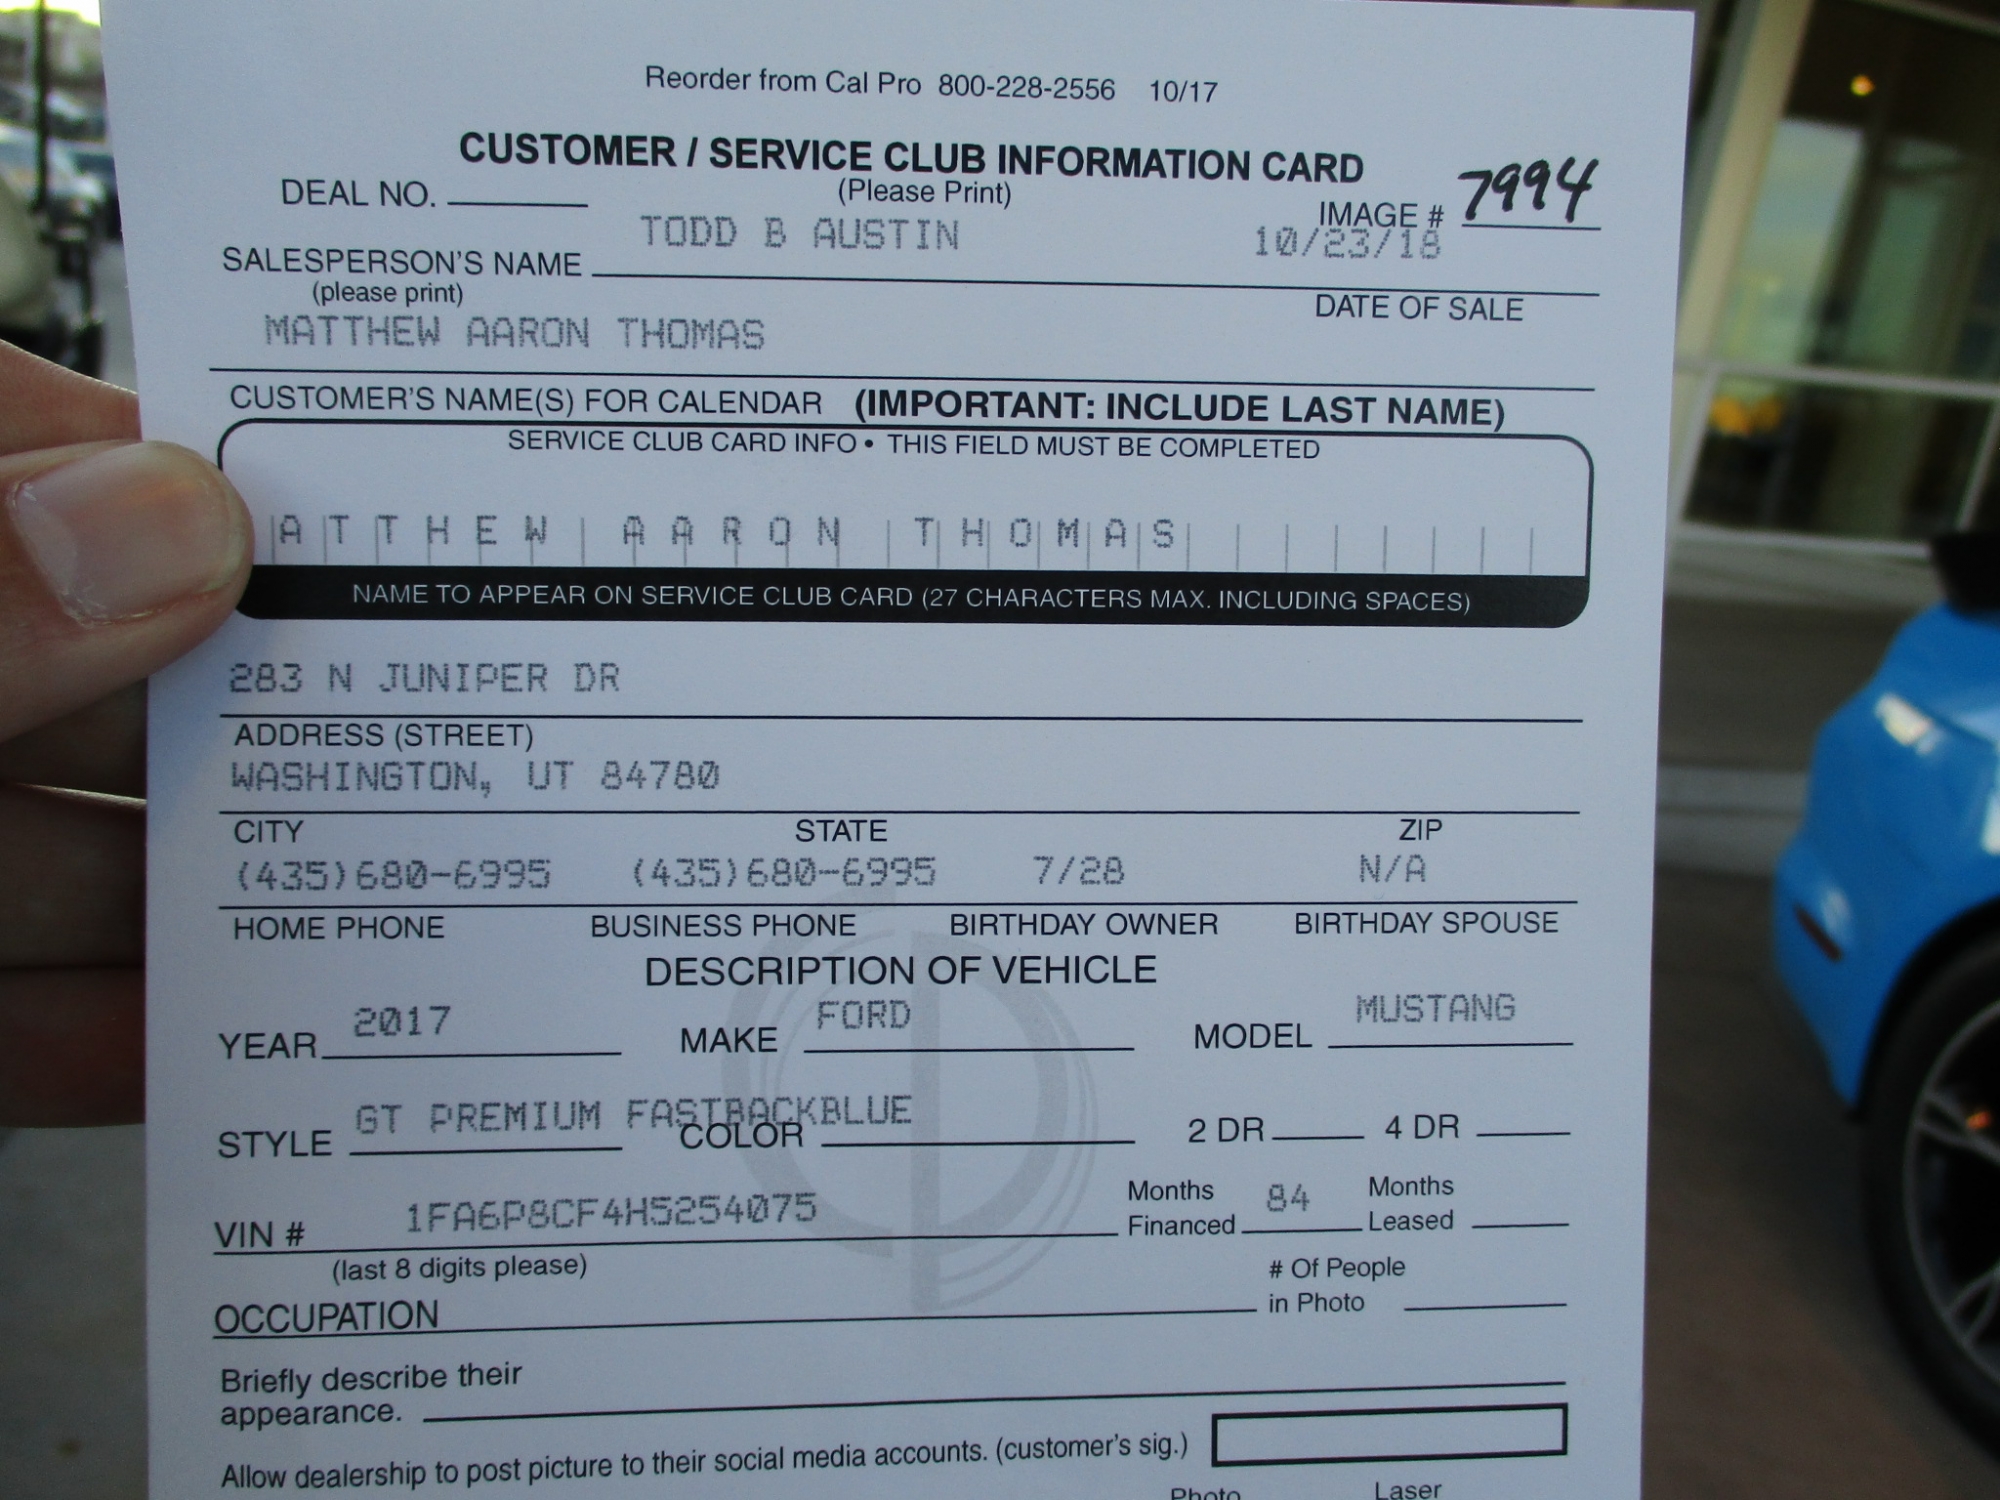 Reorder from Cal Pro 800-228-2556 10/17
CUSTOMER / SERVICE CLUB INFORMATION CARD
(Please Print)
DEAL NO.
IMAGE # 7994
TODD B AUSTIN 10/23/18
SALESPERSON'S NAME
(please print) DATE OF SALE
MATTHEW AARON THOMAS
CUSTOMER'S NAME(S) FOR CALENDAR (IMPORTANT: INCLUDE LAST NAME)
SERVICE CLUB CARD INFO • THIS FIELD MUST BE COMPLETED
ATTHEW AARON THOMAS
NAME TO APPEAR ON SERVICE CLUB CARD (27 CHARACTERS MAX. INCLUDING SPACES)
283 N JUNIPER DR
ADDRESS (STREET)
WASHINGTON, UT 84780
CITY STATE ZIP
(435)680-6995 (435)680-6995 7/28 N/A
HOME PHONE BUSINESS PHONE BIRTHDAY OWNER BIRTHDAY SPOUSE
DESCRIPTION OF VEHICLE
YEAR 2017 MAKE FORD MODEL MUSTANG
STYLE GT PREMIUM FASTBACKBLUE COLOR 2 DR 4 DR
VIN # 1FA6P8CF4H5254075 Months Financed 84 Months Leased
(last 8 digits please)
OCCUPATION # Of People in Photo
Briefly describe their
appearance.
Allow dealership to post picture to their social media accounts. (customer's sig.)
Photo Laser